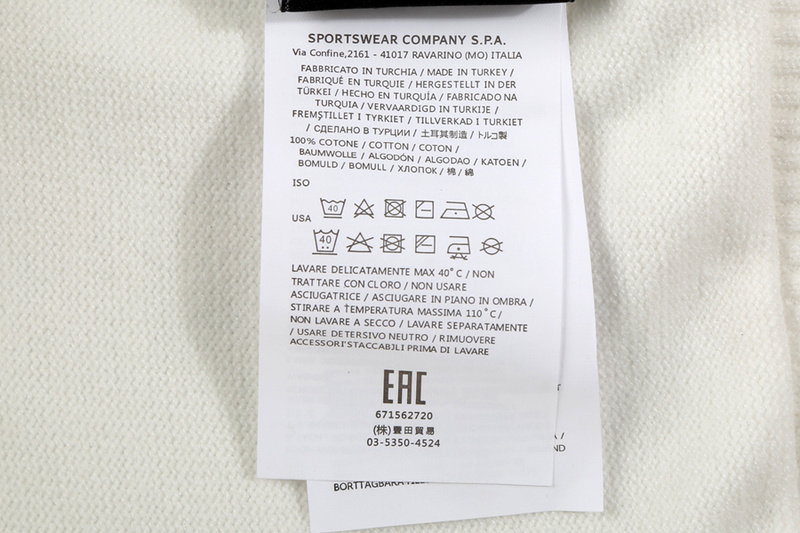 SPORTSWEAR COMPANY S.P.A.
Via Confine,2161 - 41017 RAVARINO (MO) ITALIA
FABBRICATO IN TURCHIA / MADE IN TURKEY /
FABRIQUÉ EN TURQUIE / HERGESTELLT IN DER
TÜRKEI / HECHO EN TURQUÍA / FABRICADO NA
TURQUIA / VERVAARDIGD IN TURKIJE /
FREMSTILLET I TYRKIET / TILLVERKAD I TURKIET
/ СДЕЛАНО В ТУРЦИИ / 土耳其制造 / トルコ製
100% COTONE / COTTON / COTON /
BAUMWOLLE / ALGODÓN / ALGODAO / KATOEN /
BOMULD / BOMULL / ХЛОПОК / 棉 / 綿
ISO
40
USA
40
LAVARE DELICATAMENTE MAX 40°C / NON
TRATTARE CON CLORO / NON USARE
ASCIUGATRICE / ASCIUGARE IN PIANO IN OMBRA /
STIRARE A TEMPERATURA MASSIMA 110°C /
NON LAVARE A SECCO / LAVARE SEPARATAMENTE
/ USARE DETERSIVO NEUTRO / RIMUOVERE
ACCESSORI STACCABILI PRIMA DI LAVARE
EAC
671562720
(株)豐田貿易
03-5350-4524
T
/
ND
BORTTAGBARA